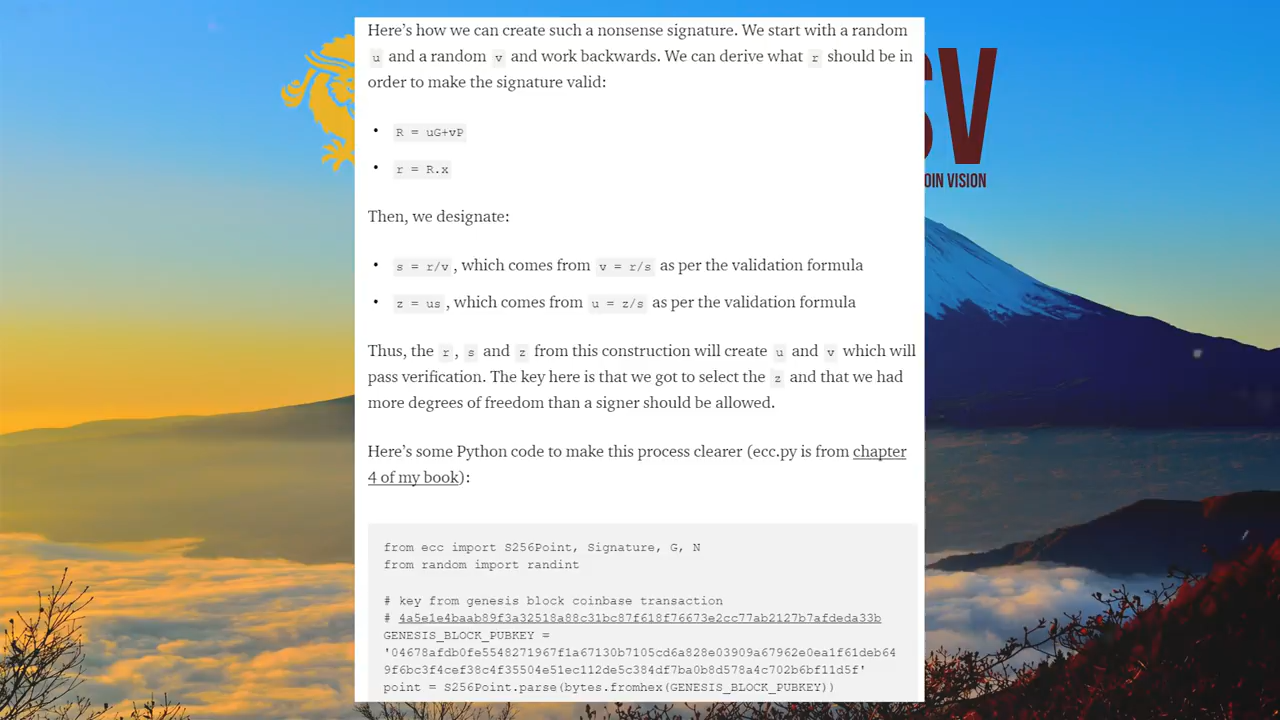 Here's how we can create such a nonsense signature. We start with a random
u and a random v and work backwards. We can derive what r should be in
order to make the signature valid:
• R = uG+vP
• r = R.x
Then, we designate:
• s = r/v, which comes from v = r/s as per the validation formula
• z = us, which comes from u = z/s as per the validation formula
Thus, the r, s and z from this construction will create u and v which will
pass verification. The key here is that we got to select the z and that we had
more degrees of freedom than a signer should be allowed.
Here's some Python code to make this process clearer (ecc.py is from chapter
4 of my book):
from ecc import S256Point, Signature, G, N
from random import randint
# key from genesis block coinbase transaction
# 4a5e1e4baab89f3a32518a88c31bc87f618f76673e2cc77ab2127b7afdeda33b
GENESIS_BLOCK_PUBKEY =
'04678afdb0fe5548271967f1a67130b7105cd6a828e03909a67962e0ea1f61deb64
9f6bc3f4cef38c4f35504e51ec112de5c384df7ba0b8d578a4c702b6bf11d5f'
point = S256Point.parse(bytes.fromhex(GENESIS_BLOCK_PUBKEY))
SV
OIN VISION